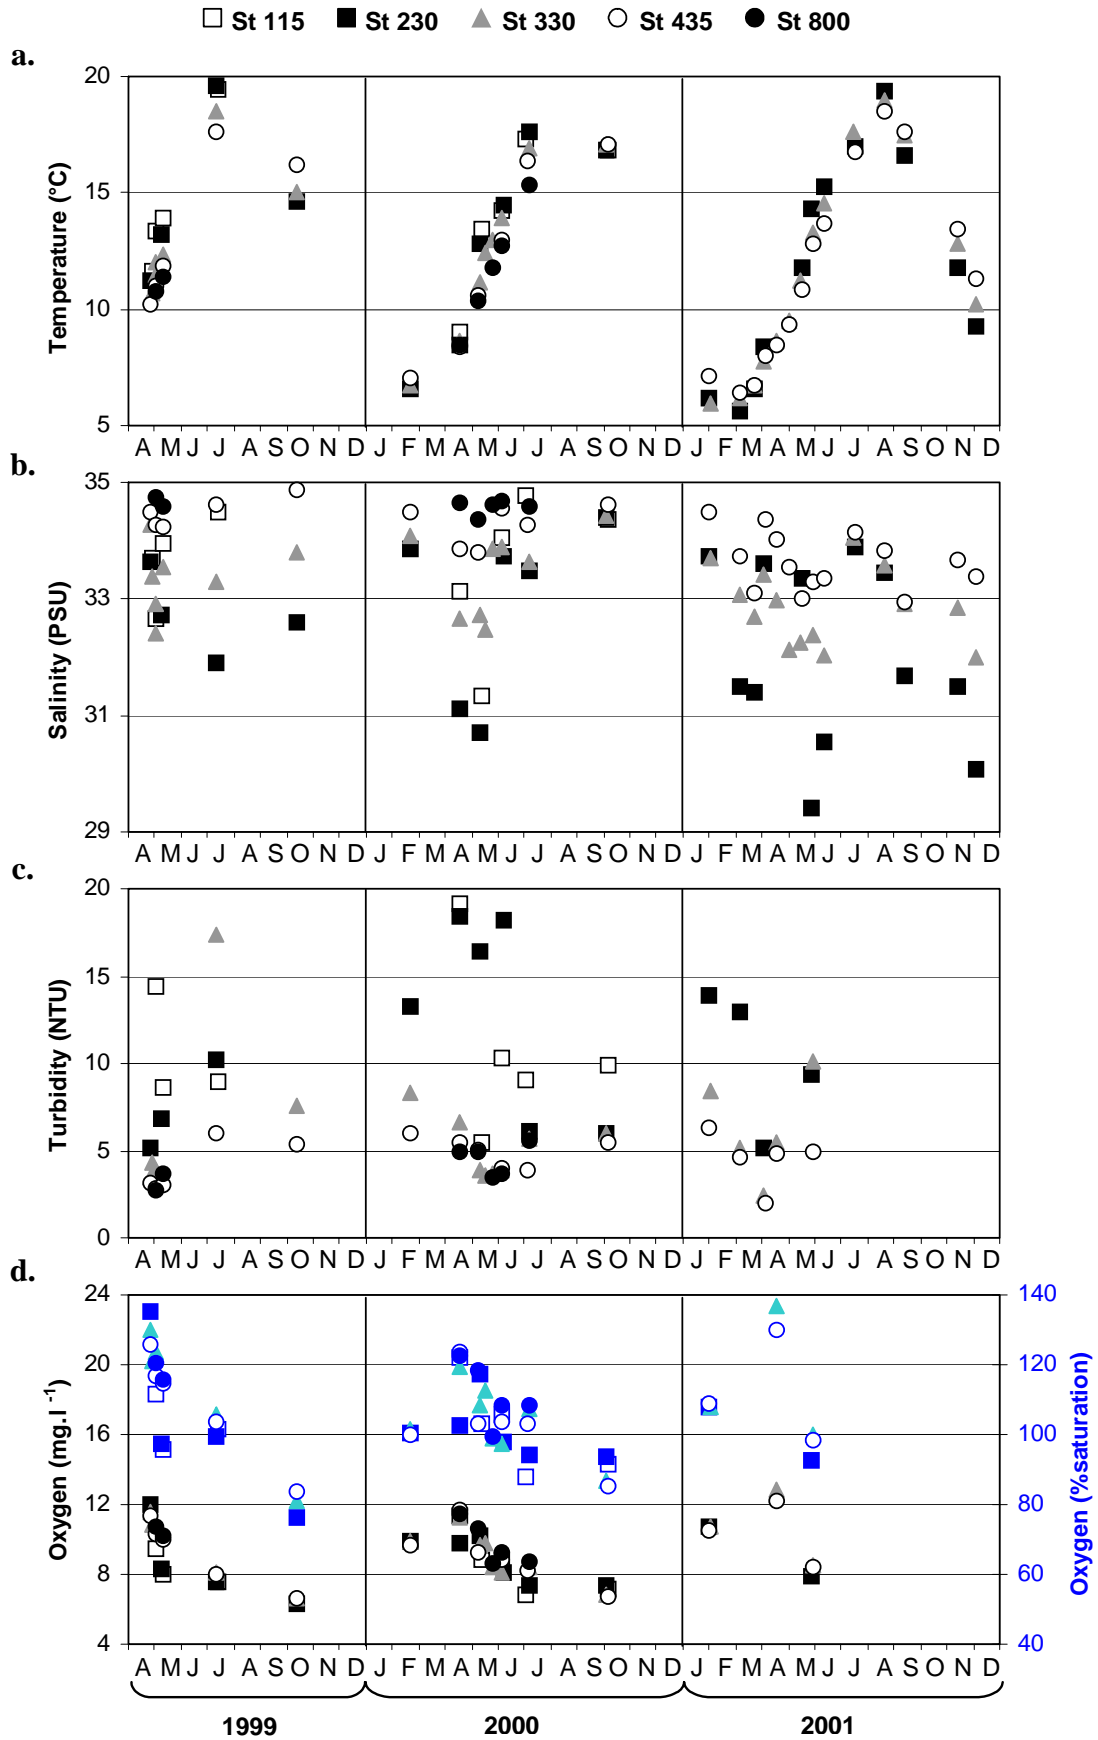 St 115 St 230 St 330 St 435 St 800
a.
20
15
10
5
Temperature (°C)
A M J J A S O N D J F M A M J J A S O N D J F M A M J J A S O N D
b.
35
33
31
29
Salinity (PSU)
A M J J A S O N D J F M A M J J A S O N D J F M A M J J A S O N D
c.
20
15
10
5
0
Turbidity (NTU)
A M J J A S O N D J F M A M J J A S O N D J F M A M J J A S O N D
d.
24
20
16
12
8
4
Oxygen (mg.l -1)
140
120
100
80
60
40
Oxygen (%saturation)
A M J J A S O N D J F M A M J J A S O N D J F M A M J J A S O N D
1999 2000 2001